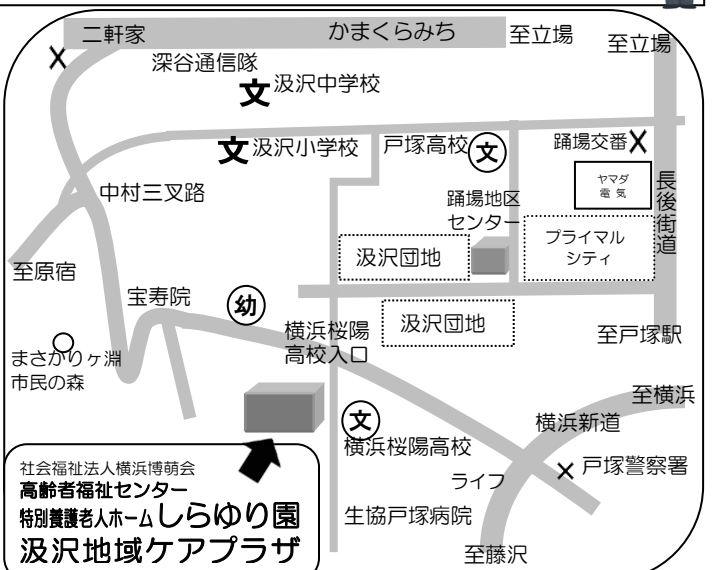 二軒家
かまくらみち
至立場
至立場
深谷通信隊
文 汲沢中学校
文 汲沢小学校
戸塚高校 文
踊場交番
ヤマダ
電気
長後街道
中村三叉路
踊場地区
センター
プライマル
シティ
汲沢団地
至原宿
宝寿院
幼
汲沢団地
横浜桜陽
高校入口
至戸塚駅
まさかりヶ淵
市民の森
至横浜
横浜新道
文
横浜桜陽高校
戸塚警察署
ライフ
生協戸塚病院
至藤沢
社会福祉法人横浜博萌会
高齢者福祉センター
特別養護老人ホームしらゆり園
汲沢地域ケアプラザ